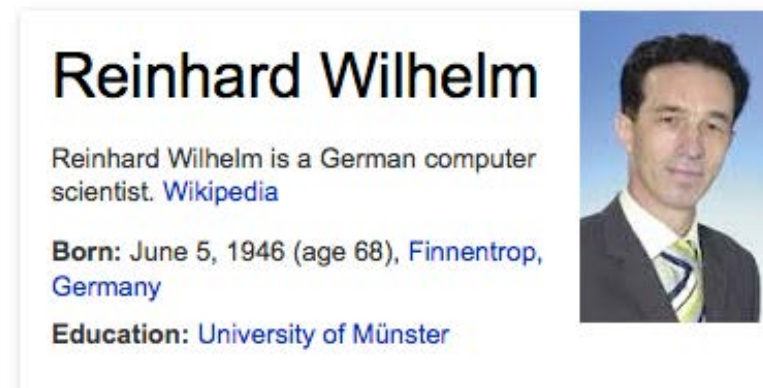 Reinhard Wilhelm
Reinhard Wilhelm is a German computer
scientist. Wikipedia
Born: June 5, 1946 (age 68), Finnentrop,
Germany
Education: University of Münster